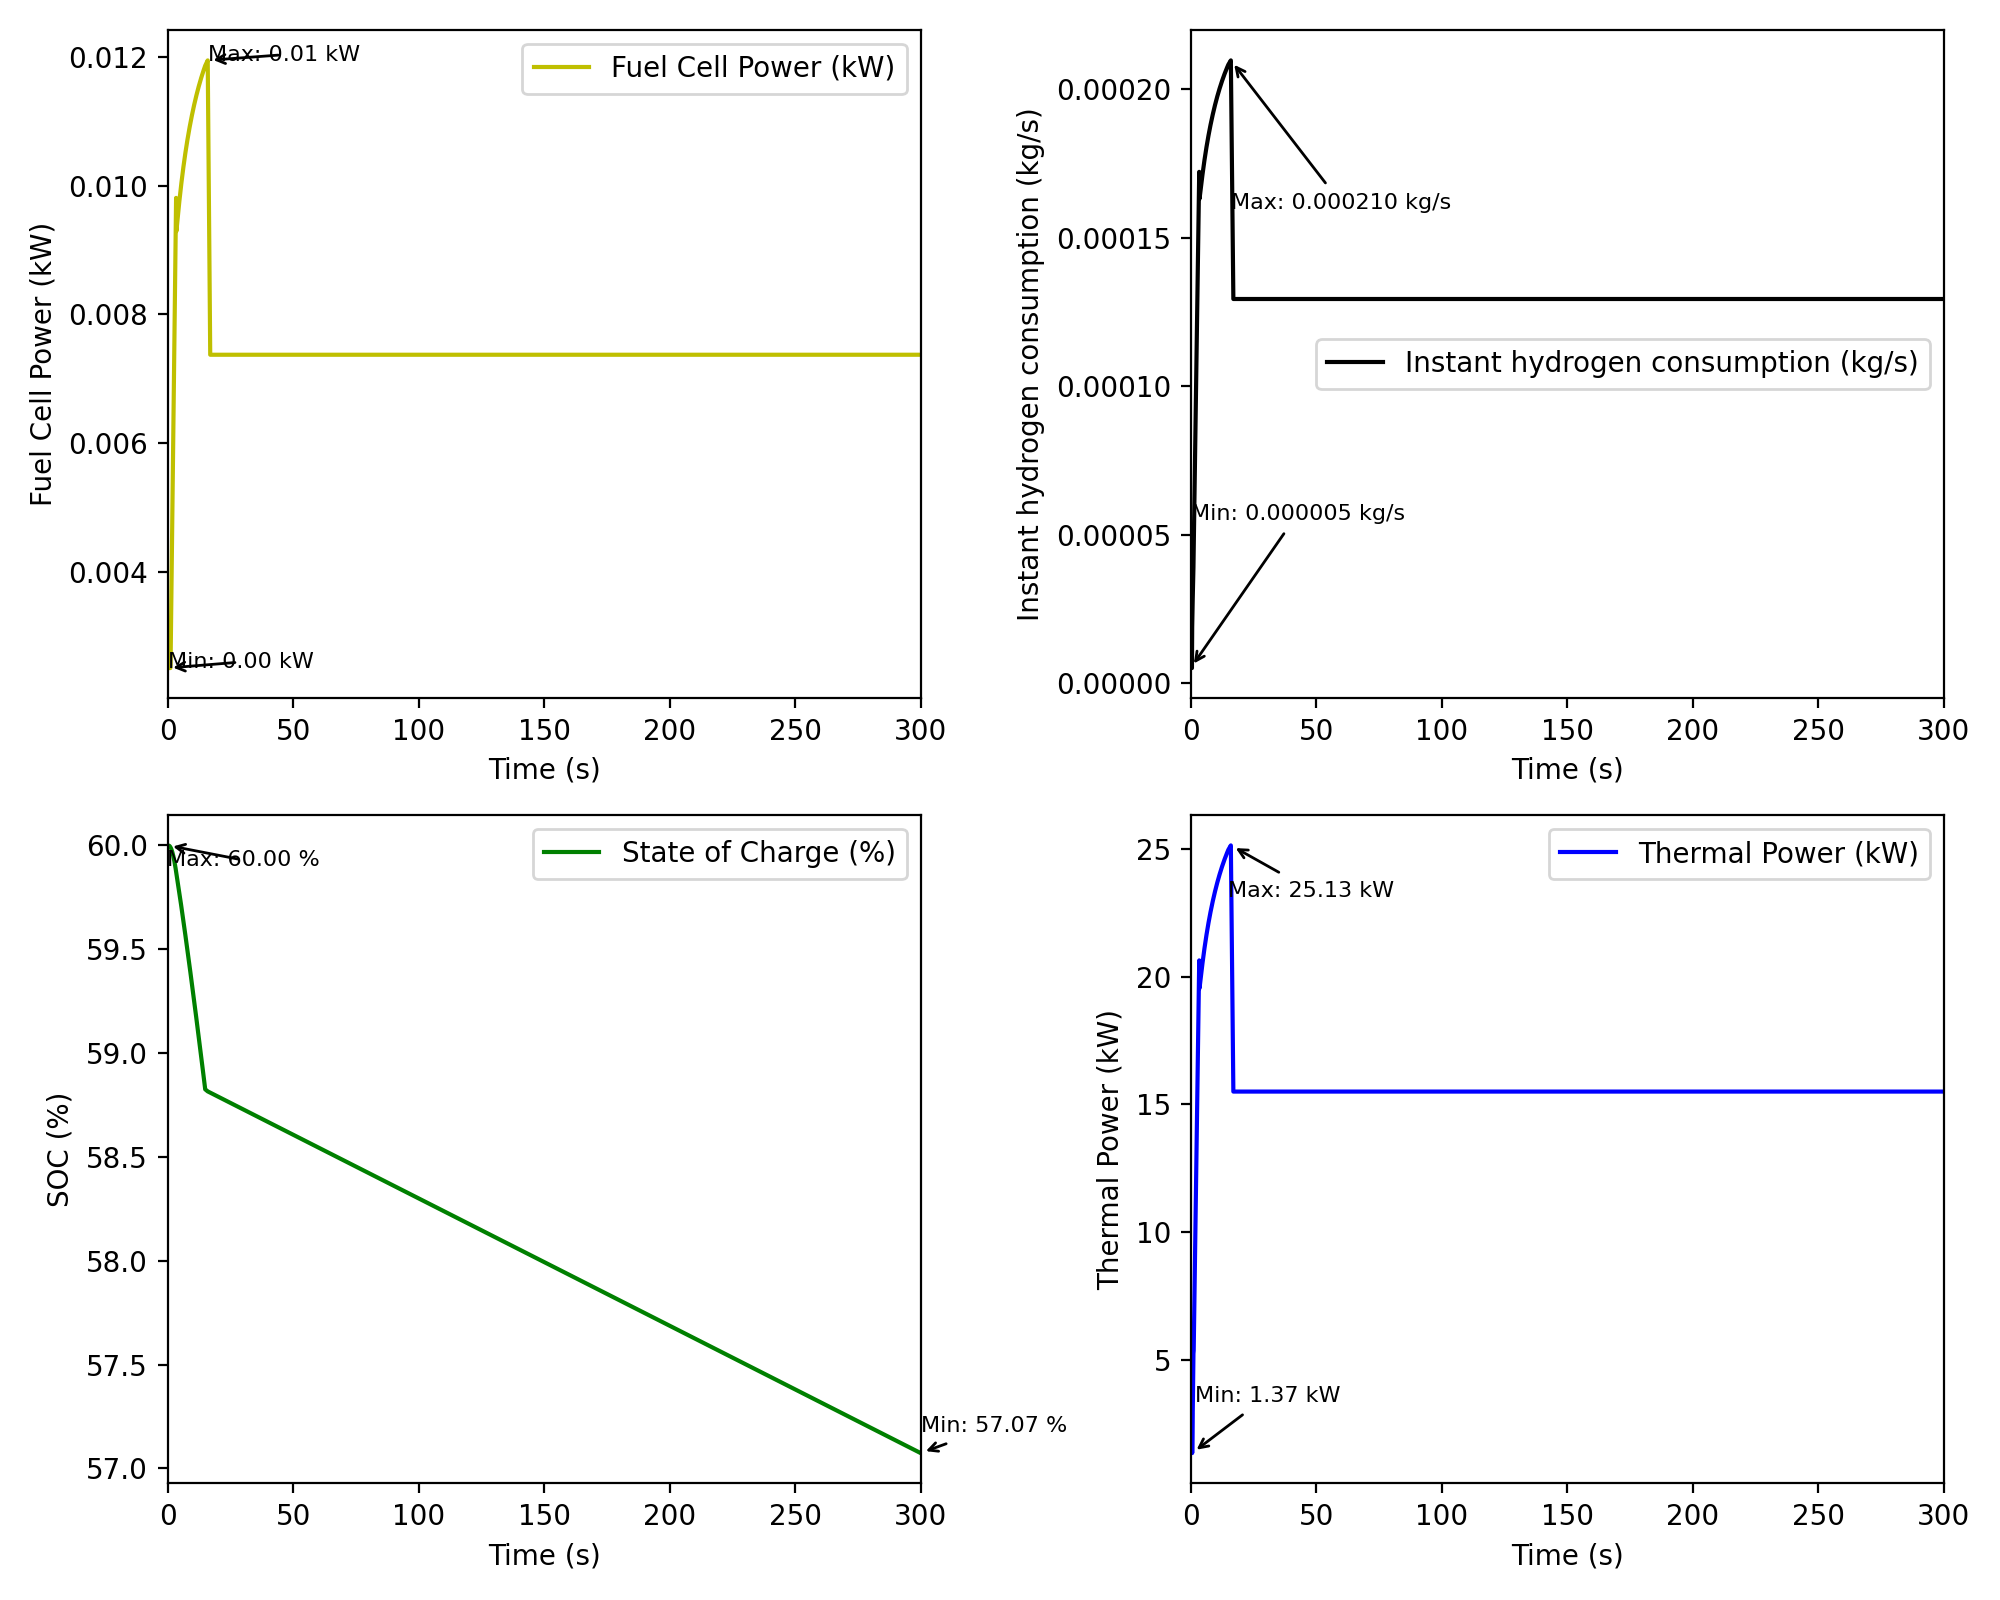 Fuel Cell Power (kW)
0.012
0.010
0.008
0.006
0.004
Max: 0.01 kW
Fuel Cell Power (kW)
Min: 0.00 kW
0
50
100
150
200
250
300
Time (s)
Instant hydrogen consumption (kg/s)
0.00020
0.00015
0.00010
0.00005
0.00000
Max: 0.000210 kg/s
Instant hydrogen consumption (kg/s)
Min: 0.000005 kg/s
0
50
100
150
200
250
300
Time (s)
SOC (%)
60.0
59.5
59.0
58.5
58.0
57.5
57.0
Max: 60.00 %
State of Charge (%)
Min: 57.07 %
0
50
100
150
200
250
300
Time (s)
Thermal Power (kW)
25
20
15
10
5
Thermal Power (kW)
Max: 25.13 kW
Min: 1.37 kW
0
50
100
150
200
250
300
Time (s)